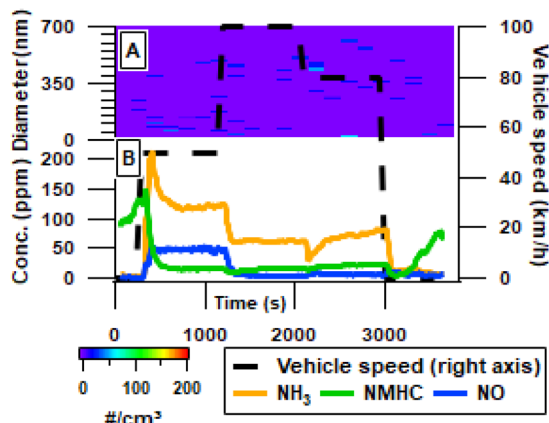 A
B
700
350
0
200
150
100
50
0
Conc. (ppm) Diameter(nm)
100
80
60
40
20
0
Vehicle speed (km/h)
Time (s)
0 1000 2000 3000
0 100 200
#/cm³
Vehicle speed (right axis)
NH₃ NMHC NO